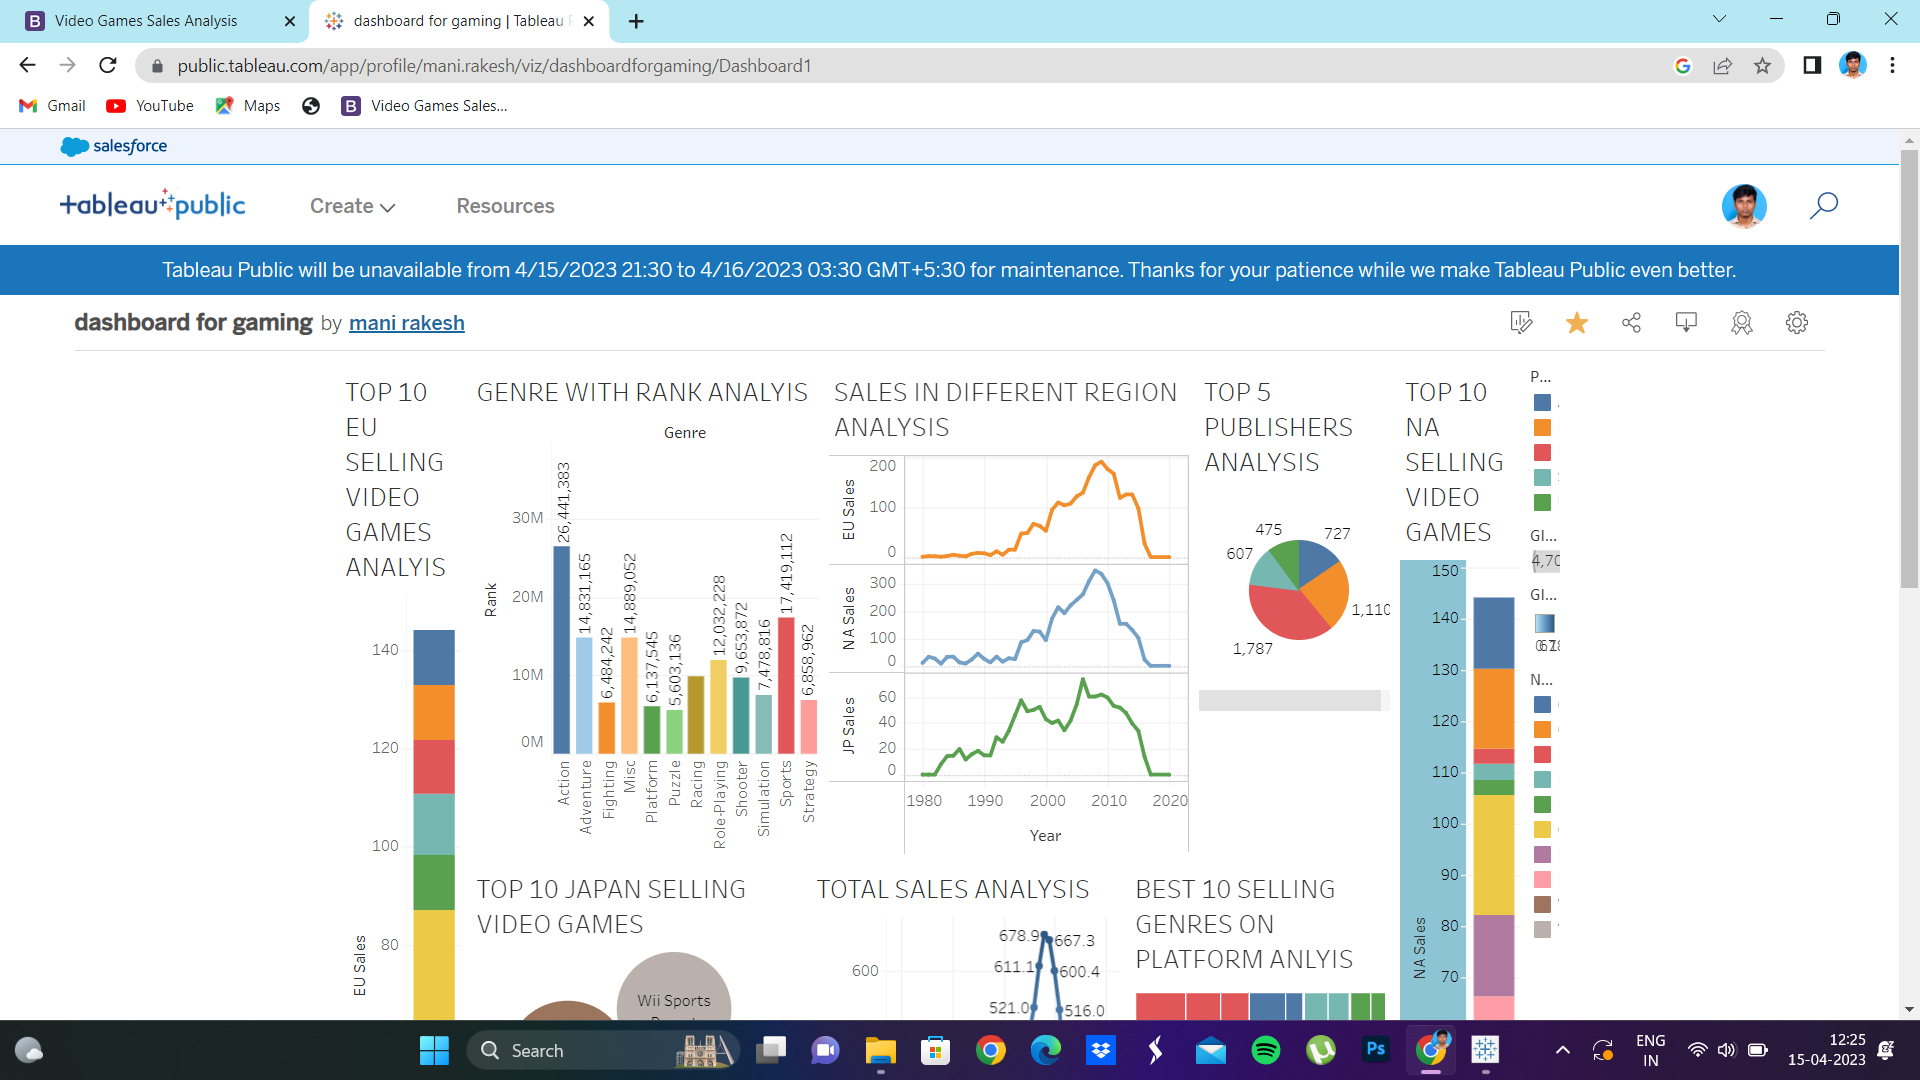 Video Games Sales Analysis
dashboard for gaming | Tableau
public.tableau.com/app/profile/mani.rakesh/viz/dashboardforgaming/Dashboard1
Gmail
YouTube
Maps
Video Games Sales...
salesforce
+ableau public
Create
Resources
Tableau Public will be unavailable from 4/15/2023 21:30 to 4/16/2023 03:30 GMT+5:30 for maintenance. Thanks for your patience while we make Tableau Public even better.
dashboard for gaming by mani rakesh
TOP 10
EU
SELLING
VIDEO
GAMES
ANALYIS
140
120
100
80
EU Sales
GENRE WITH RANK ANALYIS
Genre
Rank
30M
20M
10M
0M
26,441,383
14,831,165
6,484,242
14,889,052
6,137,545
5,603,136
12,032,228
9,653,872
7,478,816
17,419,112
6,858,962
Action
Adventure
Fighting
Misc
Platform
Puzzle
Racing
Role-Playing
Shooter
Simulation
Sports
Strategy
SALES IN DIFFERENT REGION
ANALYSIS
EU Sales
200
100
0
NA Sales
300
200
100
0
JP Sales
60
40
20
0
1980
1990
2000
2010
2020
Year
TOP 5
PUBLISHERS
ANALYSIS
475
727
607
1,110
1,787
TOP 10
NA
SELLING
VIDEO
GAMES
150
140
130
120
110
100
90
80
70
NA Sales
P...
Gl...
4,70
Gl...
N...
TOP 10 JAPAN SELLING
VIDEO GAMES
Wii Sports
TOTAL SALES ANALYSIS
600
678.9
667.3
611.1
600.4
521.0
516.0
BEST 10 SELLING
GENRES ON
PLATFORM ANLYIS
Search
ENG
IN
12:25
15-04-2023